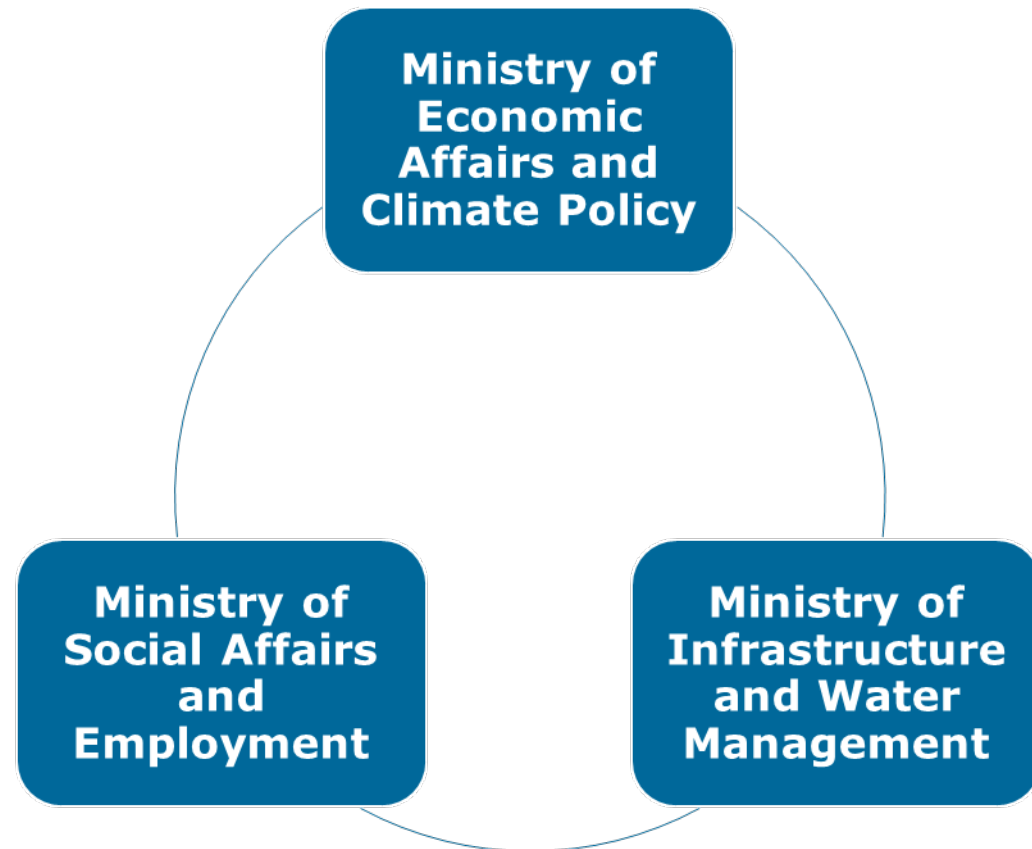 Ministry of
Economic
Affairs and
Climate Policy
Ministry of
Social Affairs
and
Employment
Ministry of
Infrastructure
and Water
Management